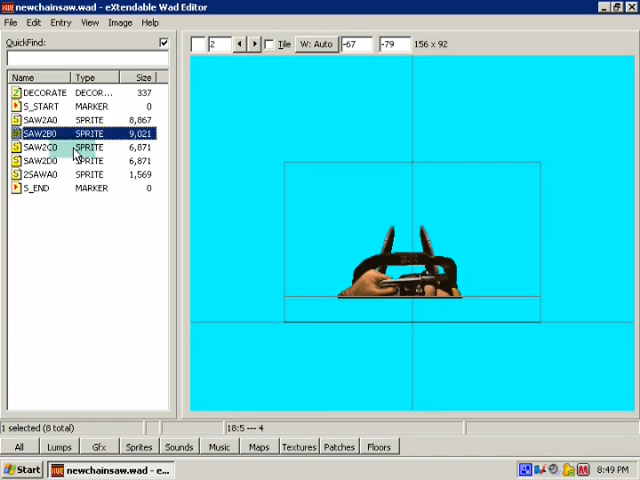 newchainsaw.wad - eXtendable Wad Editor
File Edit Entry View Image Help
QuickFind:
2 Tile W: Auto -67 -79 156 x 92
Name Type Size
DECORATE DECOR... 337
S_START MARKER 0
SAW2A0 SPRITE 8,867
SAW2B0 SPRITE 9,021
SAW2C0 SPRITE 6,871
SAW2D0 SPRITE 6,871
2SAWA0 SPRITE 1,569
S_END MARKER 0
1 selected (8 total) 18:5 --- 4
All Lumps Gfx Sprites Sounds Music Maps Textures Patches Floors
Start newchainsaw.wad - e... 8:49 PM